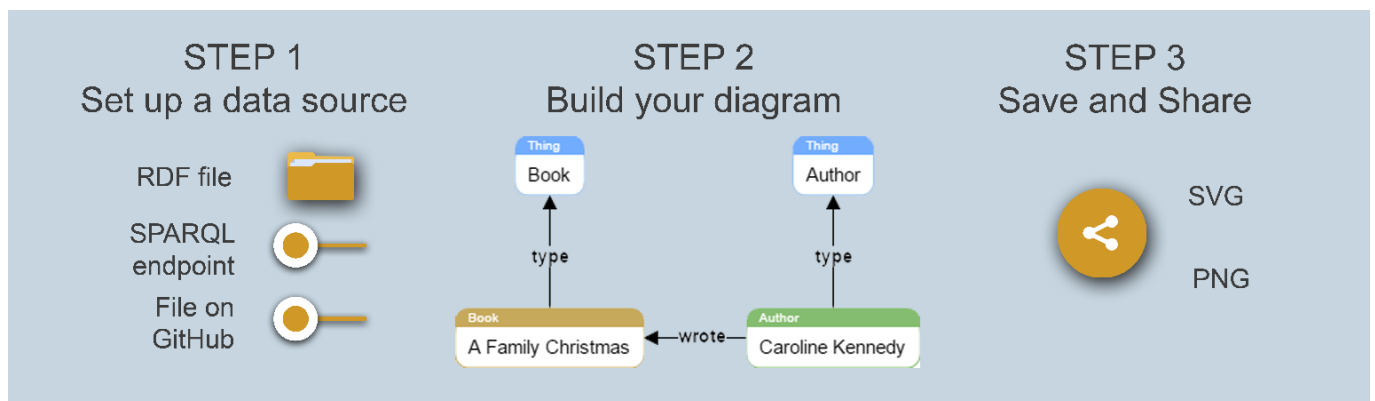 STEP 1
Set up a data source
RDF file
SPARQL
endpoint
File on
GitHub
STEP 2
Build your diagram
Thing
Book
Thing
Author
type
type
Book
A Family Christmas
wrote
Author
Caroline Kennedy
STEP 3
Save and Share
SVG
PNG